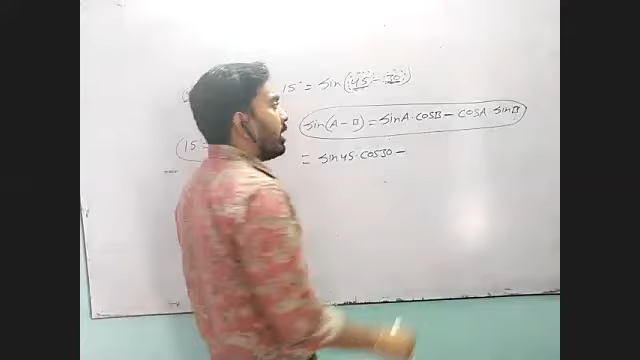 15° = sin(45 - 30)
sin(A - B) = sinA · cosB - cosA sinB
15
= sin45 · cos30 -